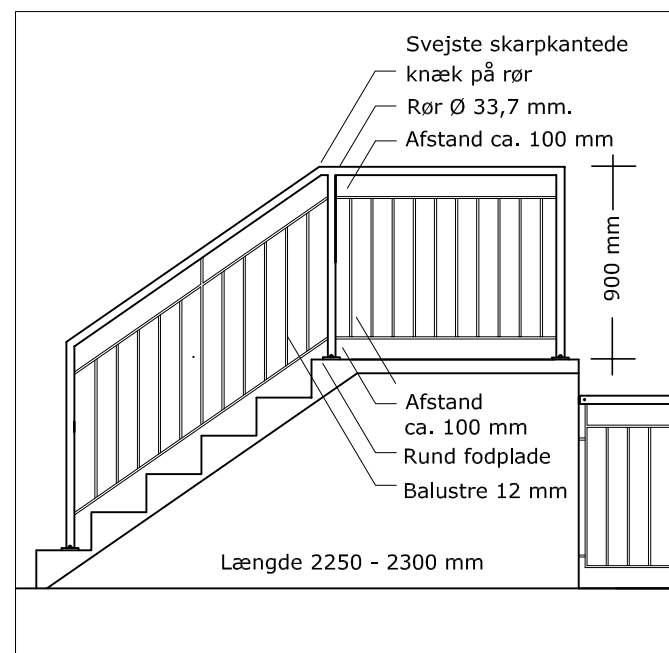 Svejste skarpkantede
knæk på rør
Rør Ø 33,7 mm.
Afstand ca. 100 mm
900 mm
Afstand
ca. 100 mm
Rund fodplade
Balustre 12 mm
Længde 2250 - 2300 mm